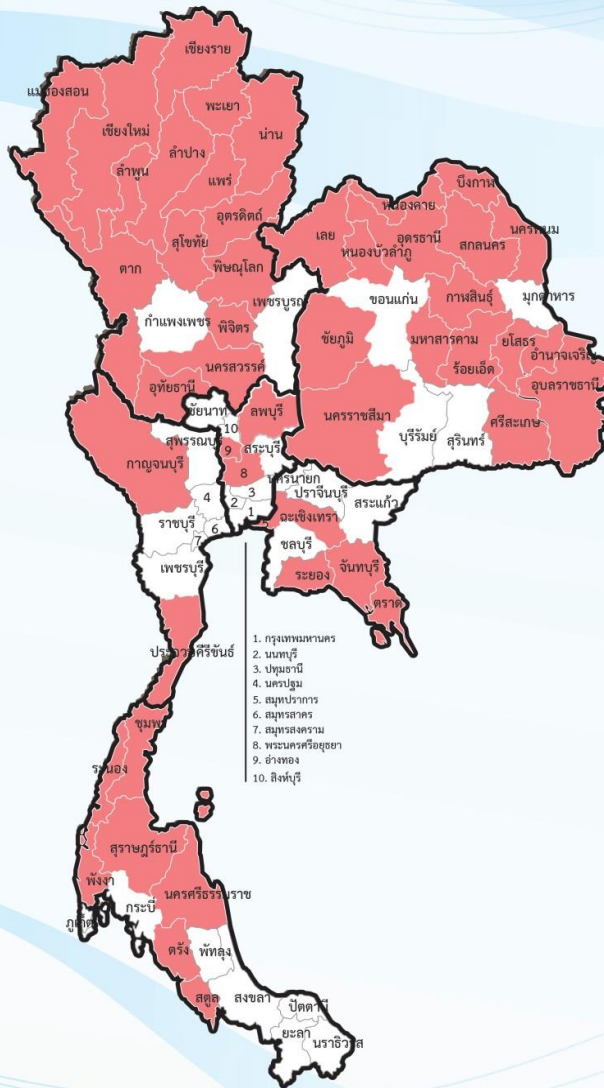 เชียงราย
แม่ฮ่องสอน
พะเยา
เชียงใหม่
น่าน
ลำปาง
ลำพูน
แพร่
อุตรดิตถ์
สุโขทัย
ตาก
พิษณุโลก
กำแพงเพชร
เพชรบูรณ์
พิจิตร
นครสวรรค์
อุทัยธานี
บึงกาฬ
หนองคาย
เลย
อุดรธานี
นครพนม
สกลนคร
หนองบัวลำภู
ขอนแก่น
กาฬสินธุ์
มุกดาหาร
ชัยภูมิ
มหาสารคาม
ยโสธร
อำนาจเจริญ
ร้อยเอ็ด
อุบลราชธานี
นครราชสีมา
บุรีรัมย์
สุรินทร์
ศรีสะเกษ
ชัยนาท
ลพบุรี
10
สุพรรณบุรี
9
สระบุรี
กาญจนบุรี
8
นครนายก
ปราจีนบุรี
4
3
2
1
สระแก้ว
ราชบุรี
6
5
ฉะเชิงเทรา
7
ชลบุรี
เพชรบุรี
ระยอง
จันทบุรี
ตราด
ประจวบคีรีขันธ์
1. กรุงเทพมหานคร
2. นนทบุรี
3. ปทุมธานี
4. นครปฐม
5. สมุทปราการ
6. สมุทรสาคร
7. สมุทรสงคราม
8. พระนครศรีอยุธยา
9. อ่างทอง
10. สิงห์บุรี
ชุมพร
ระนอง
สุราษฎร์ธานี
พังงา
นครศรีธรรมราช
กระบี่
ภูเก็ต
ตรัง
พัทลุง
สตูล
สงขลา
ปัตตานี
ยะลา
นราธิวาส